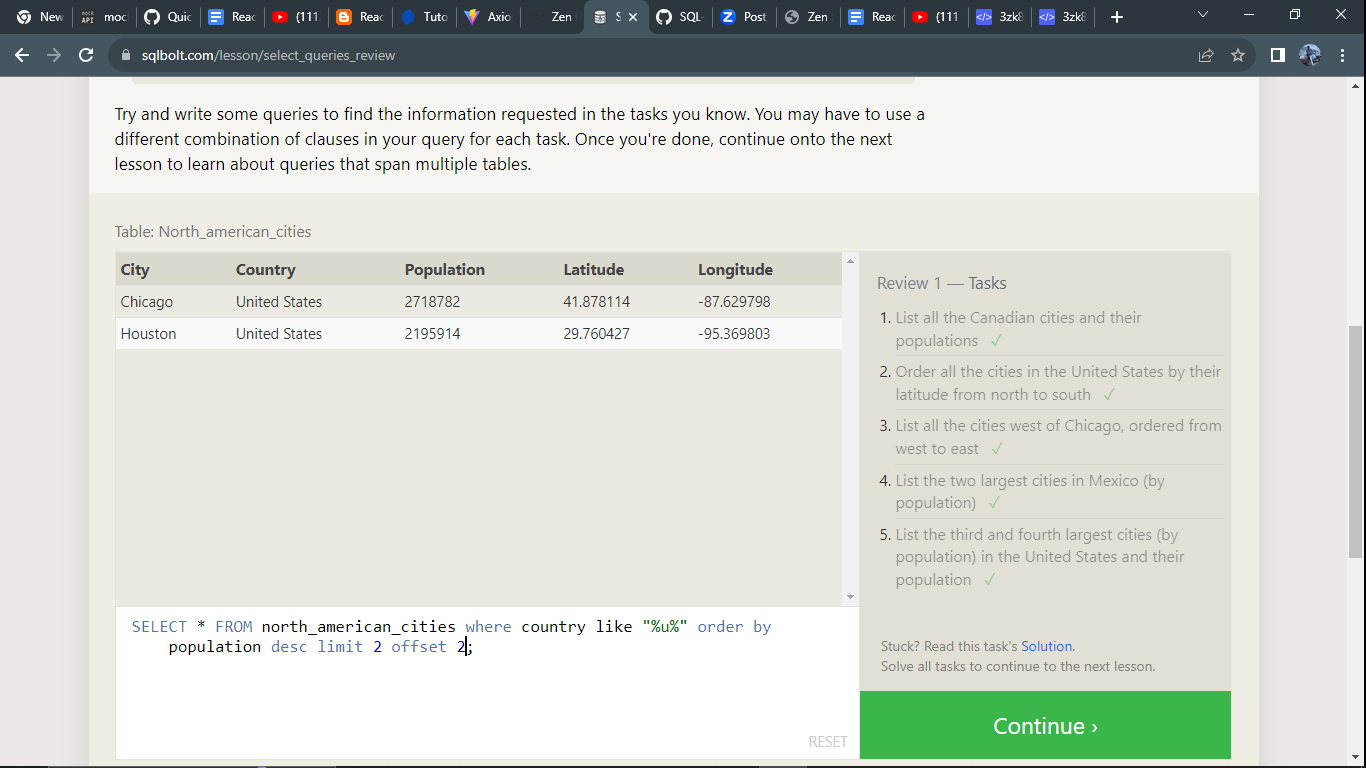 New
mock API
moc
Quic
Reac
(111
Reac
Tuto
Axio
Zen
S
SQL-
Post
Zen
Reac
(111
3zk8
3zk8
sqlbolt.com/lesson/select_queries_review
Try and write some queries to find the information requested in the tasks you know. You may have to use a
different combination of clauses in your query for each task. Once you're done, continue onto the next
lesson to learn about queries that span multiple tables.
Table: North_american_cities
City Country Population Latitude Longitude
Chicago United States 2718782 41.878114 -87.629798
Houston United States 2195914 29.760427 -95.369803
SELECT * FROM north_american_cities where country like "%u%" order by
population desc limit 2 offset 2;
RESET
Review 1 — Tasks
1. List all the Canadian cities and their
populations ✓
2. Order all the cities in the United States by their
latitude from north to south ✓
3. List all the cities west of Chicago, ordered from
west to east ✓
4. List the two largest cities in Mexico (by
population) ✓
5. List the third and fourth largest cities (by
population) in the United States and their
population ✓
Stuck? Read this task's Solution.
Solve all tasks to continue to the next lesson.
Continue ›